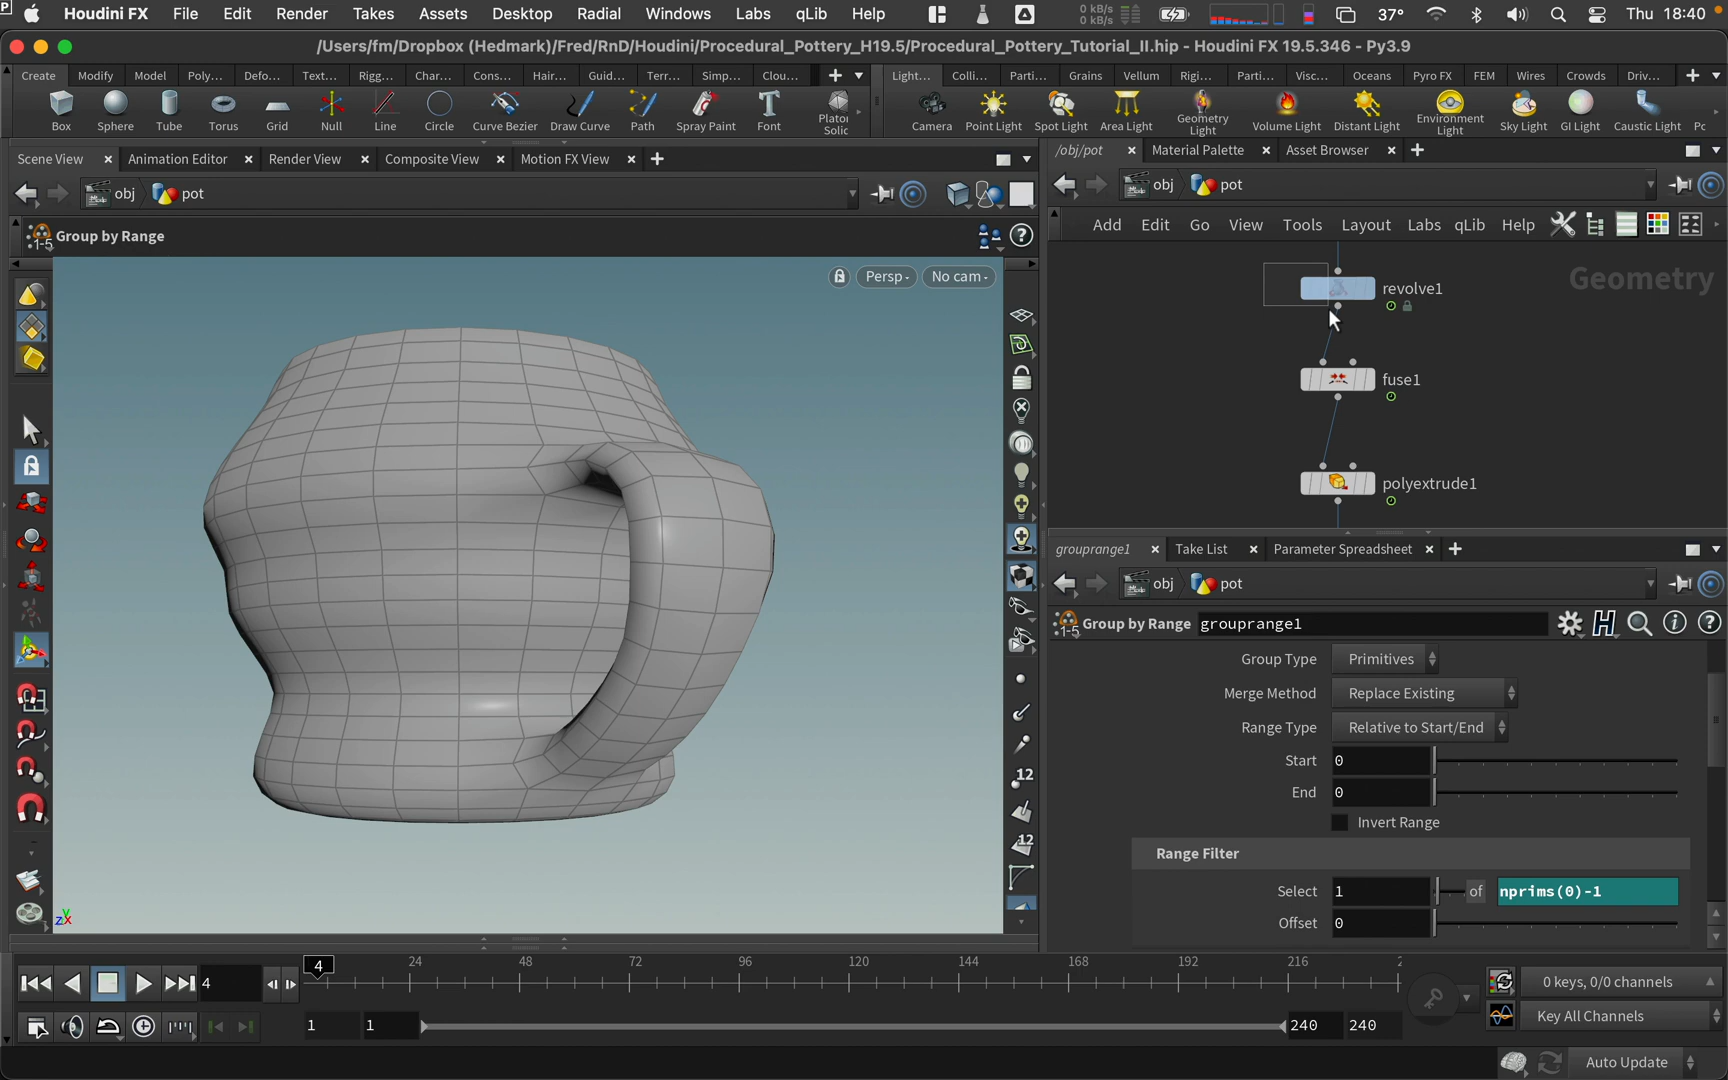 P
Houdini FX File Edit Render Takes Assets Desktop Radial Windows Labs qLib Help 0 kB/s 0 kB/s 37° Thu 18:40
/Users/fm/Dropbox (Hedmark)/Fred/RnD/Houdini/Procedural_Pottery_H19.5/Procedural_Pottery_Tutorial_II.hip - Houdini FX 19.5.346 - Py3.9
Create Modify Model Poly... Defo... Text... Rigg... Char... Cons... Hair... Guid... Terr... Simp... Clou... Light... Colli... Parti... Grains Vellum Rigi... Parti... Visc... Oceans Pyro FX FEM Wires Crowds Driv...
Box Sphere Tube Torus Grid Null Line Circle Curve Bezier Draw Curve Path Spray Paint Font Platon Solic Camera Point Light Spot Light Area Light Geometry Light Volume Light Distant Light Environment Light Sky Light GI Light Caustic Light Pc
Scene View Animation Editor Render View Composite View Motion FX View
/obj/pot Material Palette Asset Browser
obj pot
obj pot
Group by Range
Add Edit Go View Tools Layout Labs qLib Help
Persp No cam
Geometry
revolve1
fuse1
polyextrude1
grouprange1 Take List Parameter Spreadsheet
obj pot
Group by Range grouprange1
Group Type Primitives
Merge Method Replace Existing
Range Type Relative to Start/End
Start 0
End 0
Invert Range
Range Filter
Select 1 of nprims(0)-1
Offset 0
12
12
z y x
4 4 24 48 72 96 120 144 168 192 216 2
0 keys, 0/0 channels
1 1 240 240
Key All Channels
Auto Update